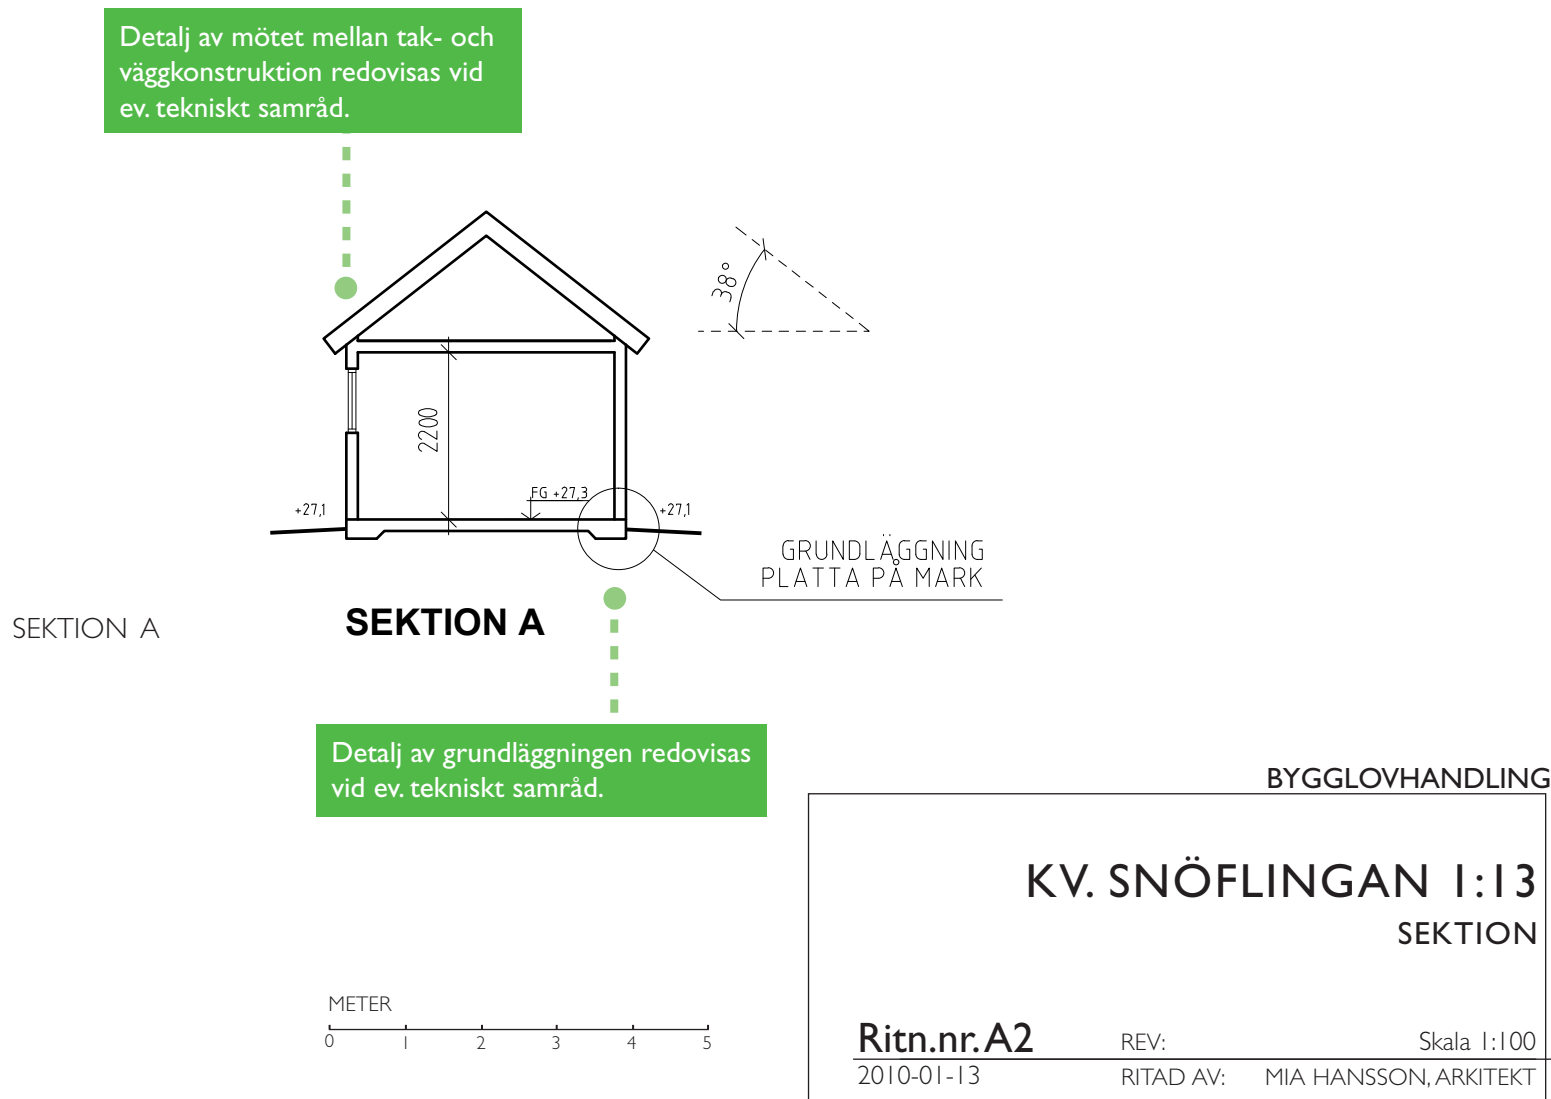 Detalj av mötet mellan tak- och
väggkonstruktion redovisas vid
ev. tekniskt samråd.
38°
2200
FG +27,3
+27,1
+27,1
GRUNDLÄGGNING
PLATTA PÅ MARK
SEKTION A
SEKTION A
Detalj av grundläggningen redovisas
vid ev. tekniskt samråd.
BYGGLOVHANDLING
KV. SNÖFLINGAN 1:13
SEKTION
METER
0 1 2 3 4 5
Ritn.nr. A2 REV: Skala 1:100
2010-01-13 RITAD AV: MIA HANSSON, ARKITEKT